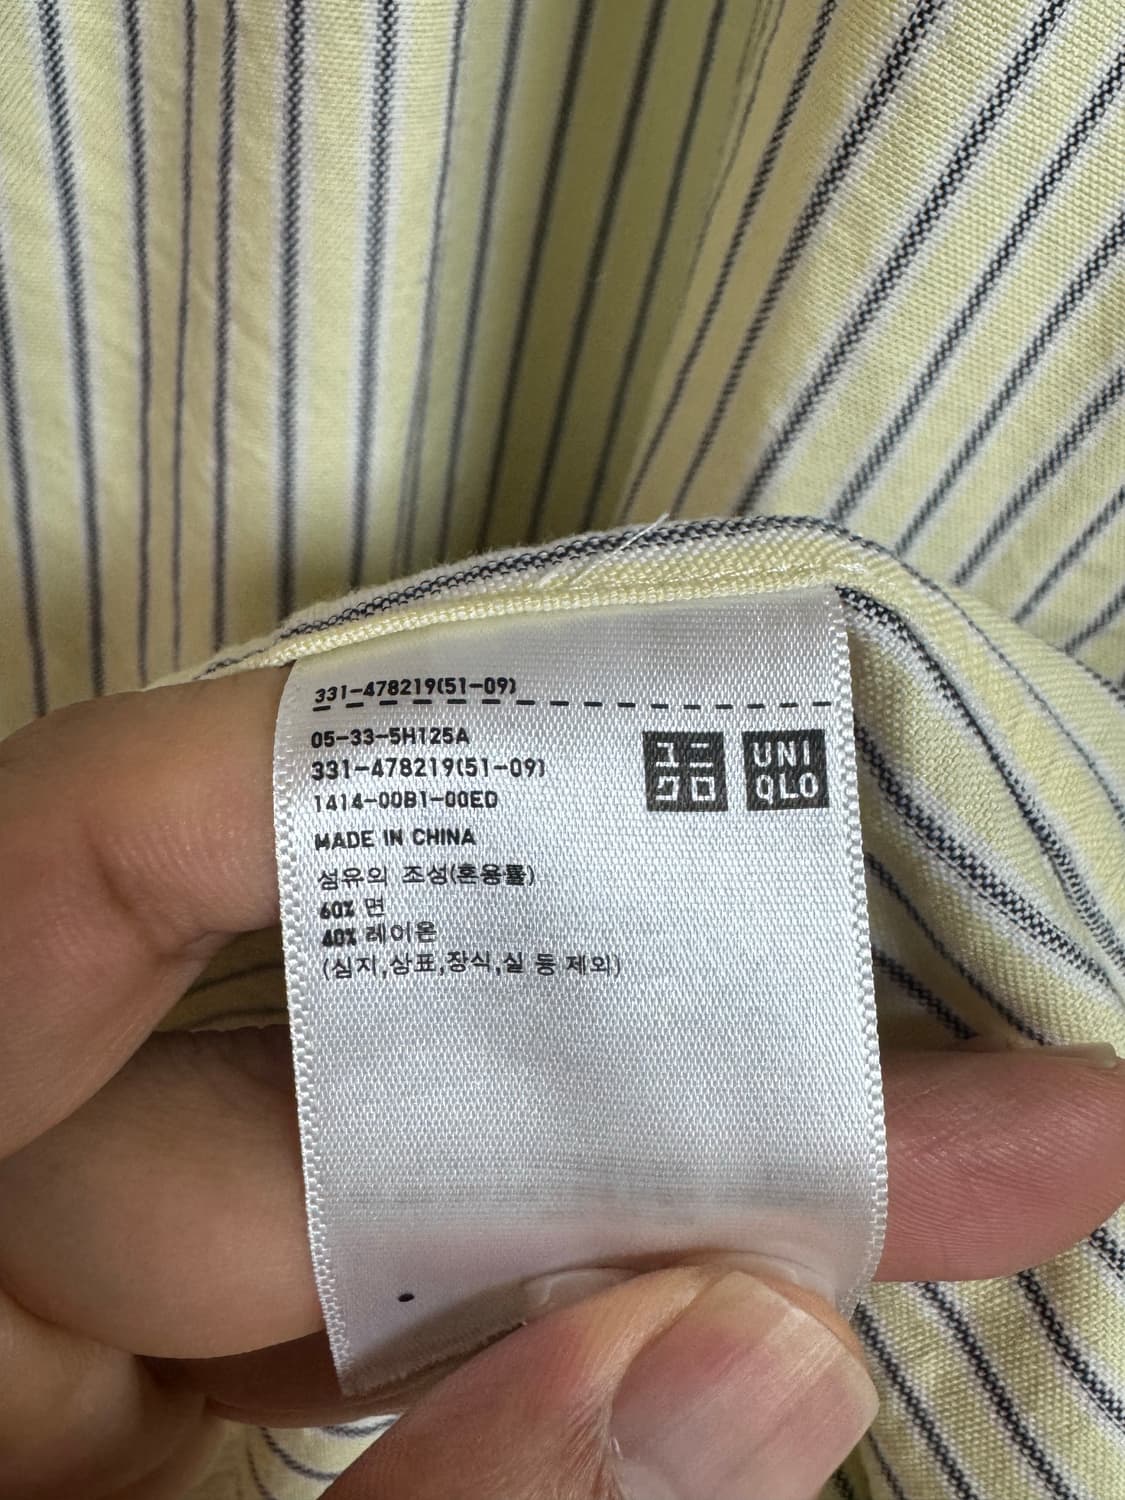 331-478219(51-09)
05-33-5H125A
331-478219(51-09)
1414-00B1-00ED
MADE IN CHINA
섬유의 조성(혼용률)
60% 면
40% 레이온
(심지,상표,장식,실 등 제외)
ユニ
クロ
UNI
QLO